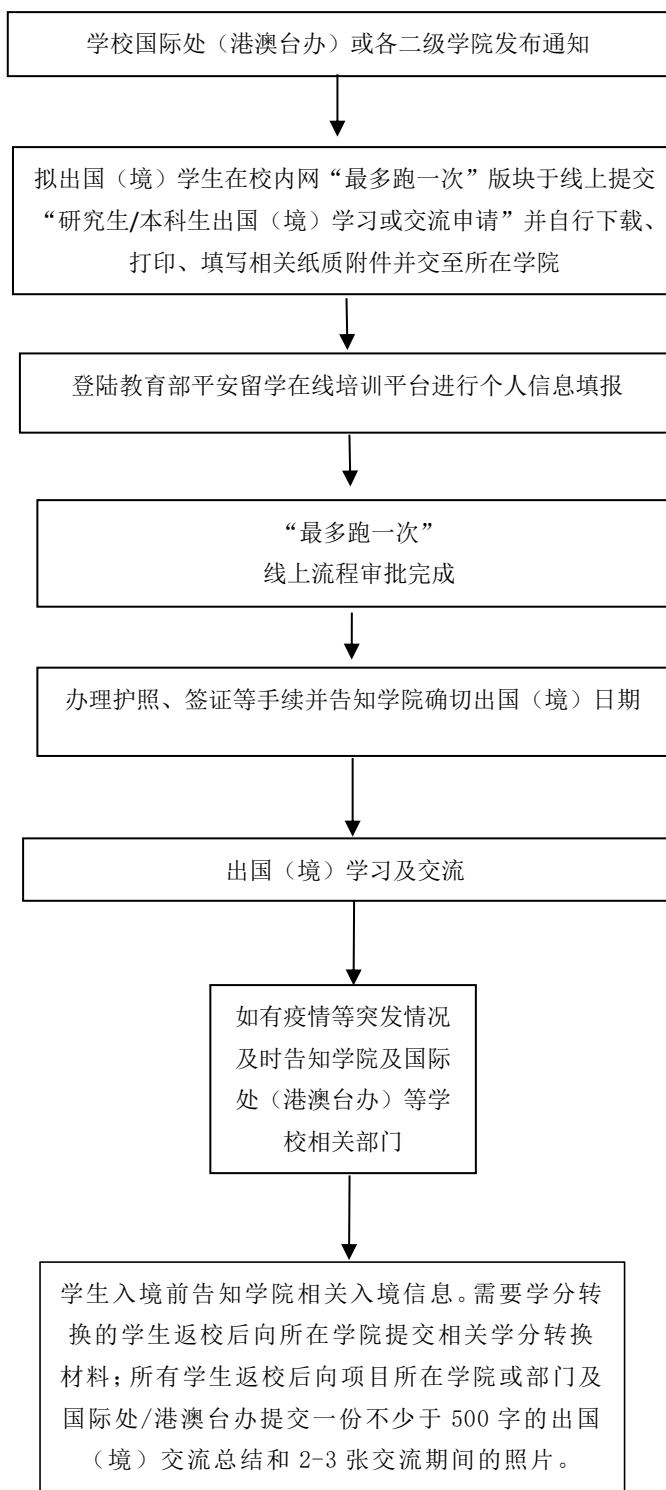 学校国际处（港澳台办）或各二级学院发布通知
拟出国（境）学生在校内网“最多跑一次”版块于线上提交
“研究生/本科生出国（境）学习或交流申请”并自行下载、
打印、填写相关纸质附件并交至所在学院
登陆教育部平安留学在线培训平台进行个人信息填报
“最多跑一次”
线上流程审批完成
办理护照、签证等手续并告知学院确切出国（境）日期
出国（境）学习及交流
如有疫情等突发情况
及时告知学院及国际
处（港澳台办）等学
校相关部门
学生入境前告知学院相关入境信息。需要学分转
换的学生返校后向所在学院提交相关学分转换
材料；所有学生返校后向项目所在学院或部门及
国际处/港澳台办提交一份不少于 500 字的出国
（境）交流总结和 2-3 张交流期间的照片。